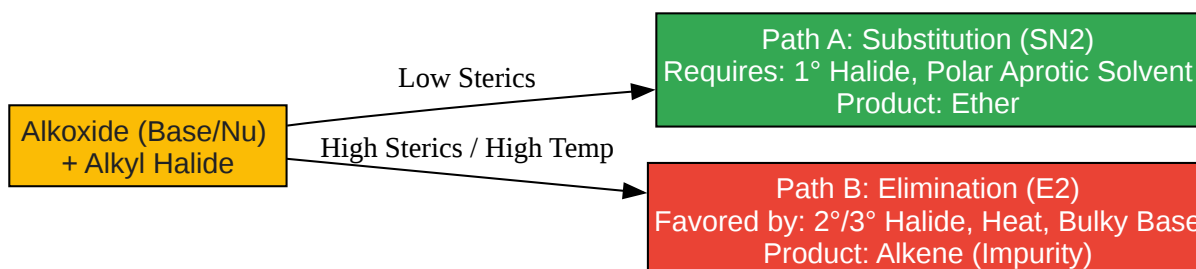 Alkoxide (Base/Nu)
+ Alkyl Halide
Low Sterics
High Sterics / High Temp
Path A: Substitution (SN2)
Requires: 1° Halide, Polar Aprotic Solvent
Product: Ether
Path B: Elimination (E2)
Favored by: 2°/3° Halide, Heat, Bulky Base
Product: Alkene (Impurity)